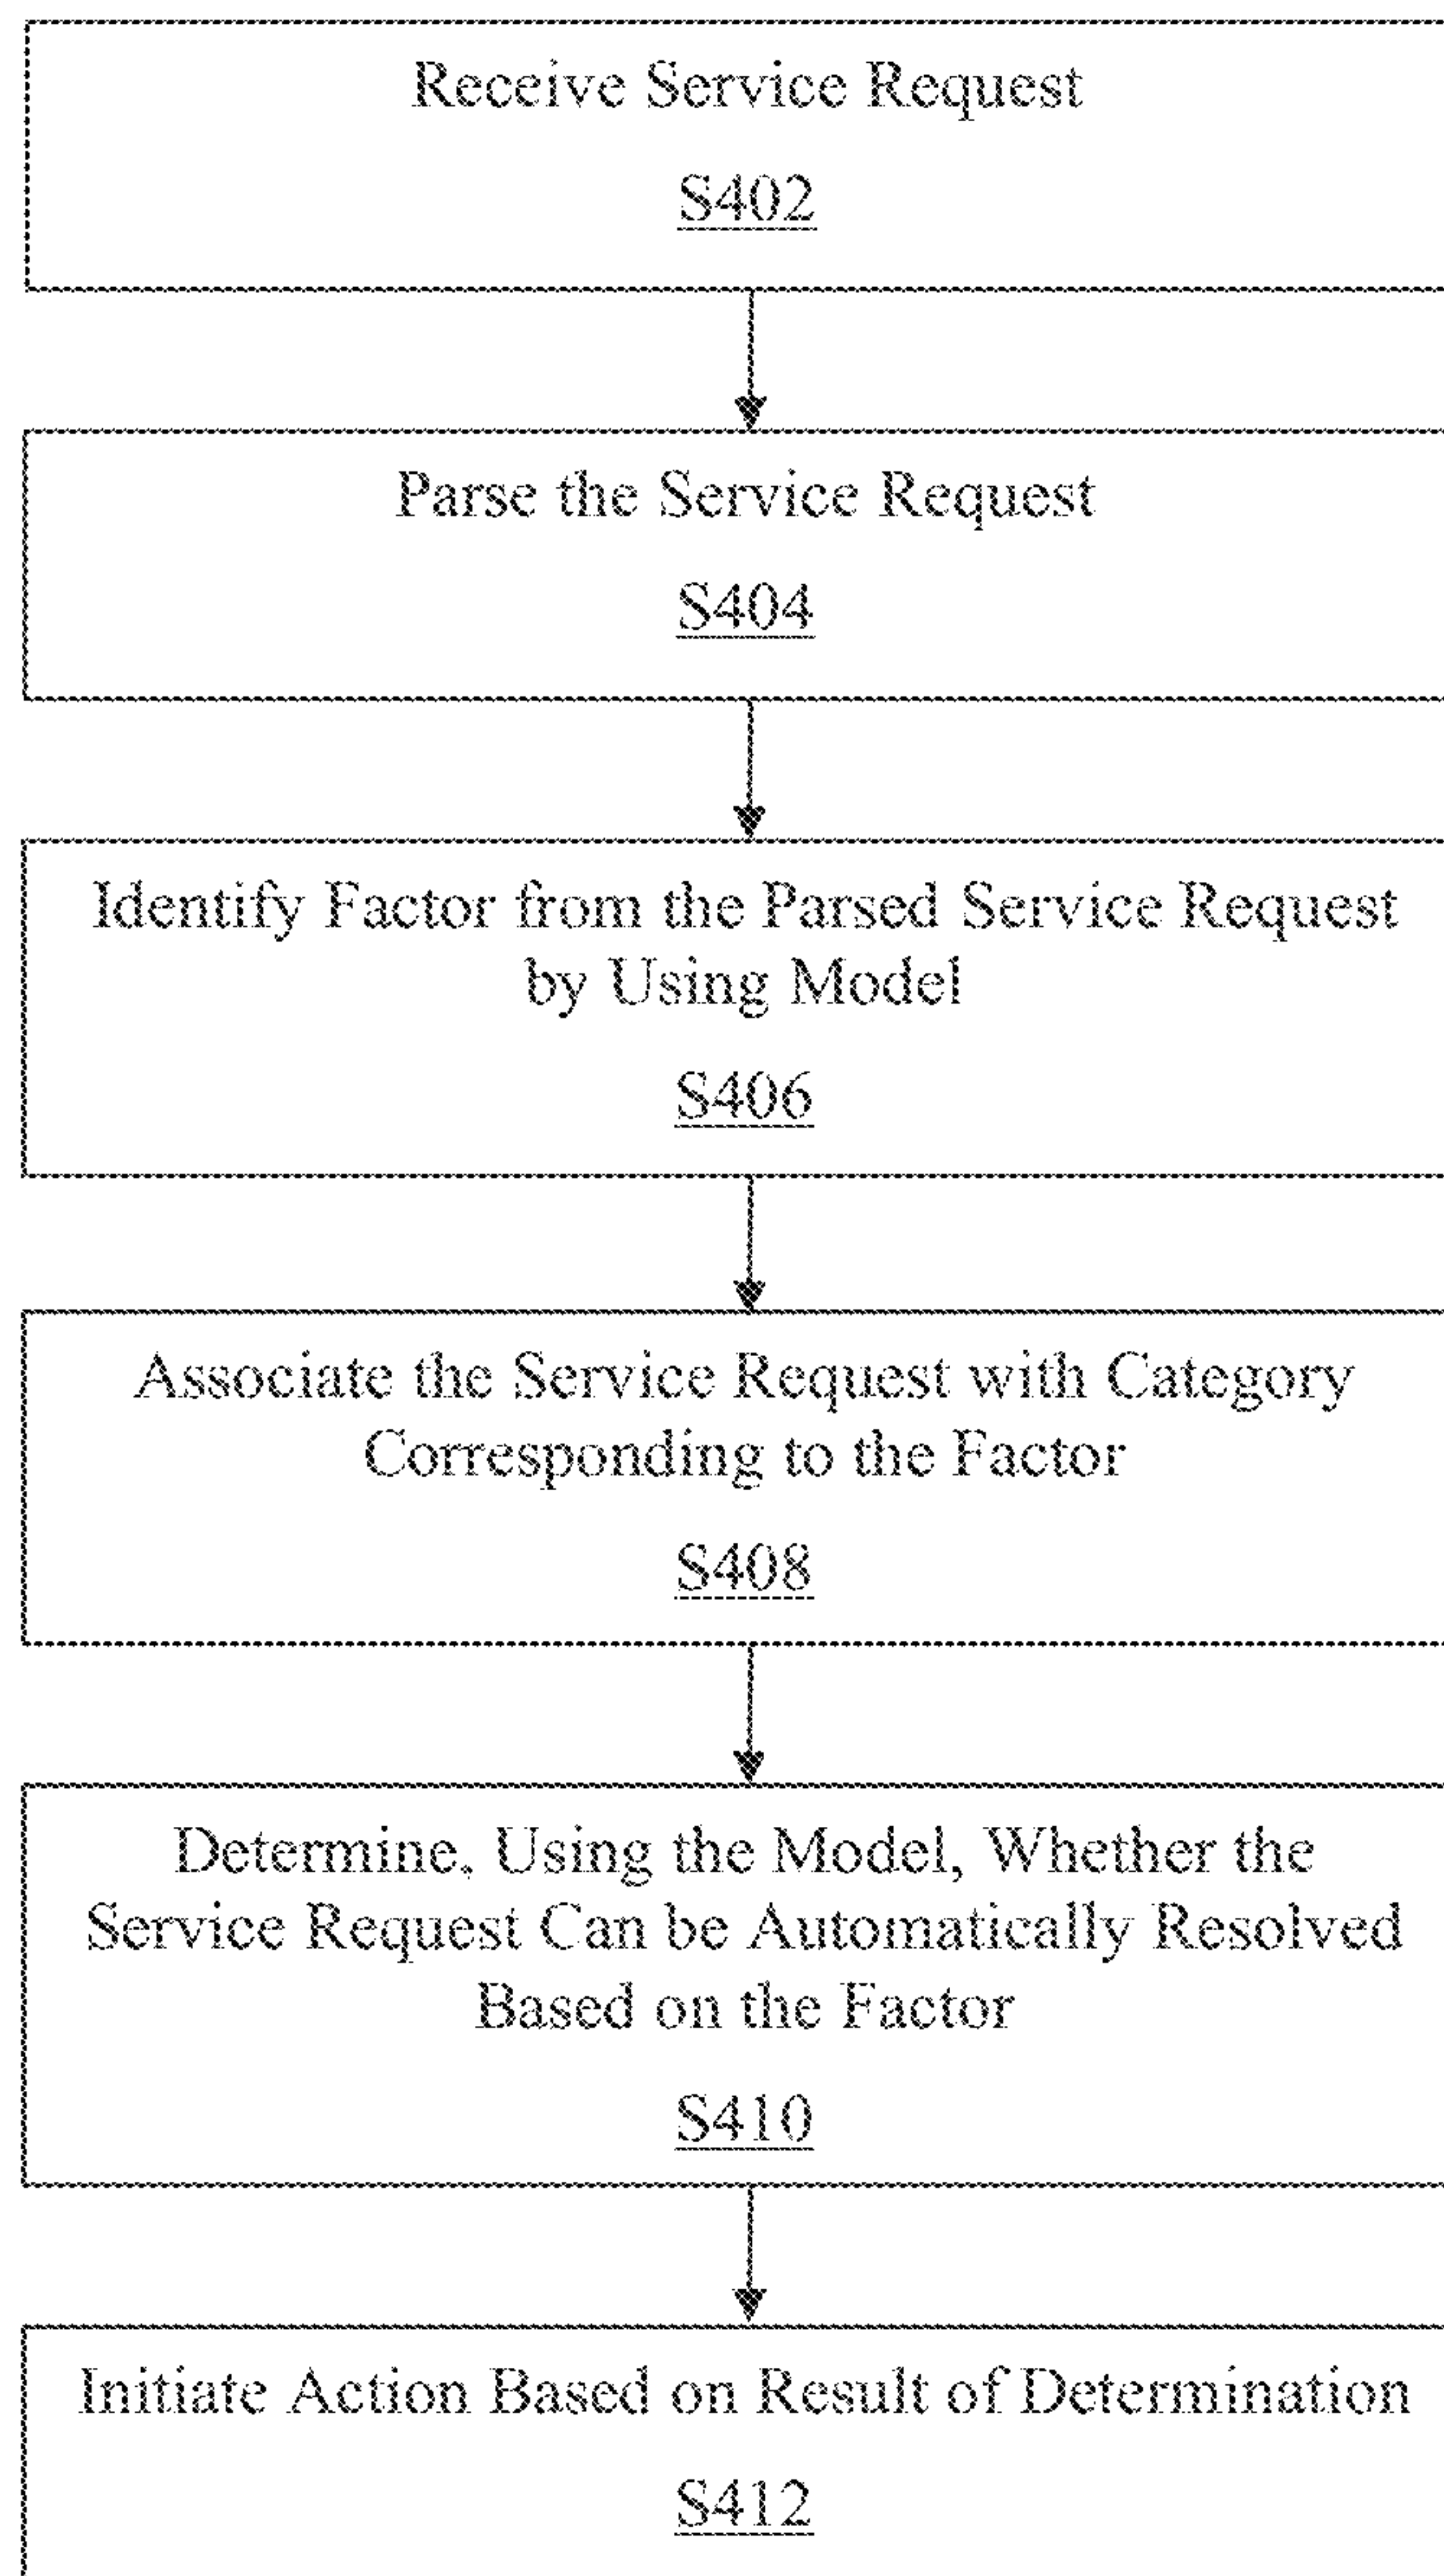 Receive Service Request
S402
Parse the Service Request
S404
Identify Factor from the Parsed Service Request
by Using Model
S406
Associate the Service Request with Category
Corresponding to the Factor
S408
Determine, Using the Model, Whether the
Service Request Can be Automatically Resolved
Based on the Factor
S410
Initiate Action Based on Result of Determination
S412